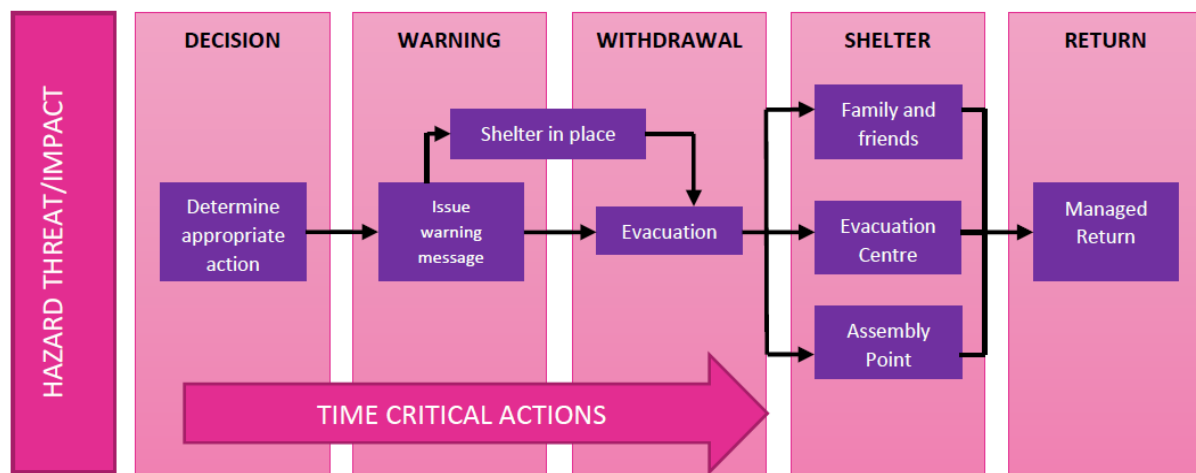 HAZARD THREAT/IMPACT
DECISION
WARNING
WITHDRAWAL
SHELTER
RETURN
Determine
appropriate
action
Issue
warning
message
Shelter in place
Evacuation
Family and
friends
Evacuation
Centre
Assembly
Point
Managed
Return
TIME CRITICAL ACTIONS